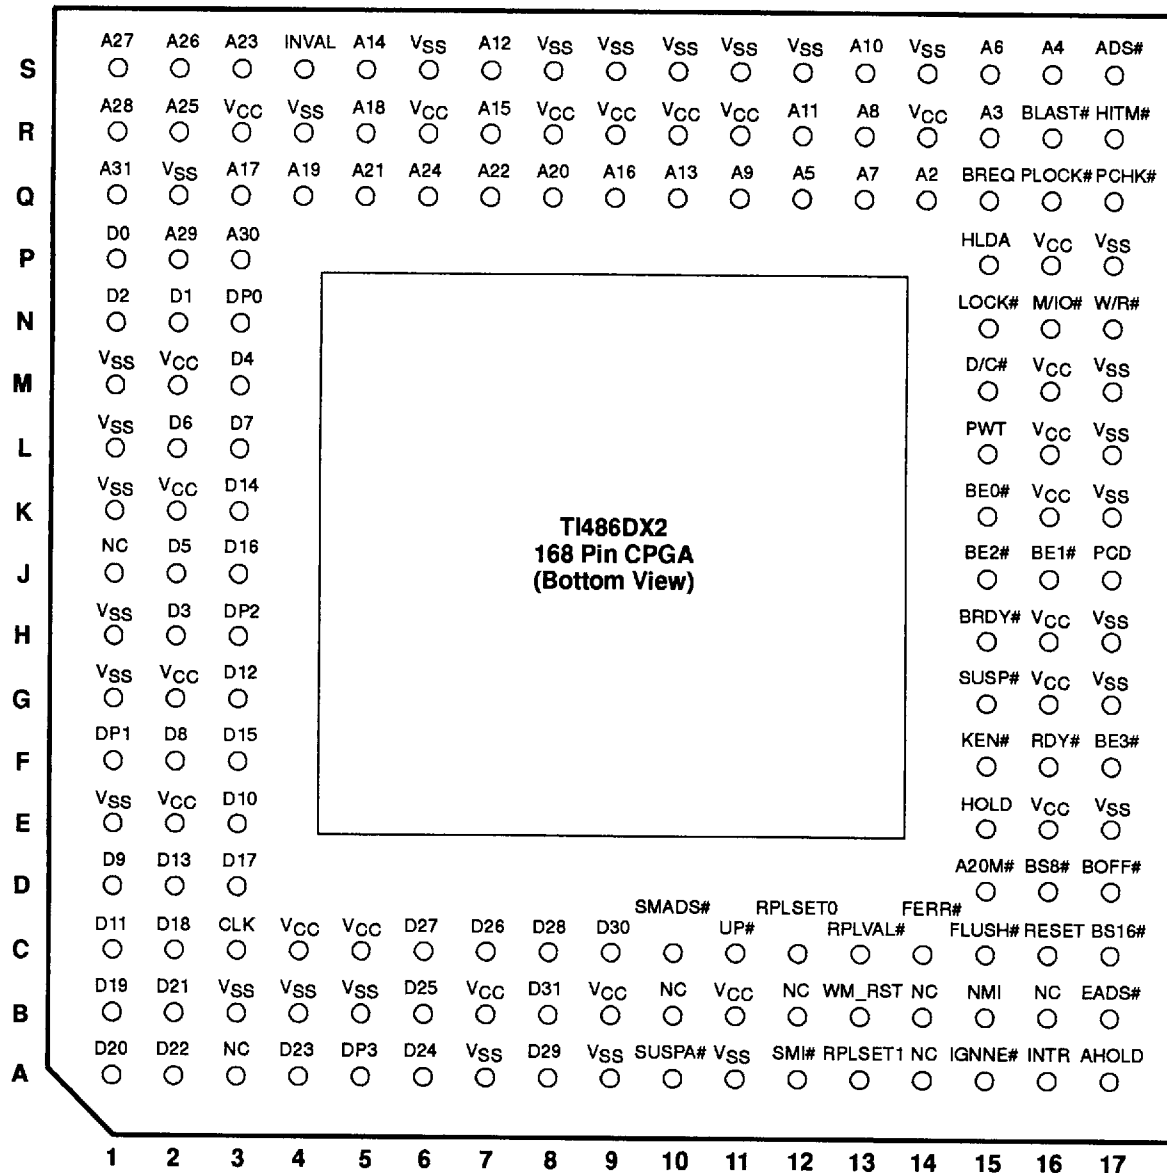 A27 A26 A23 INVAL A14 VSS A12 VSS VSS VSS VSS VSS A10 VSS A6 A4 ADS#
S
A28 A25 VCC VSS A18 VCC A15 VCC VCC VCC VCC A11 A8 VCC A3 BLAST# HITM#
R
A31 VSS A17 A19 A21 A24 A22 A20 A16 A13 A9 A5 A7 A2 BREQ PLOCK# PCHK#
Q
D0 A29 A30 HLDA VCC VSS
P
D2 D1 DP0 LOCK# M/IO# W/R#
N
VSS VCC D4 D/C# VCC VSS
M
VSS D6 D7 PWT VCC VSS
L
VSS VCC D14 BE0# VCC VSS
K
TI486DX2
168 Pin CPGA
(Bottom View)
NC D5 D16 BE2# BE1# PCD
J
VSS D3 DP2 BRDY# VCC VSS
H
VSS VCC D12 SUSP# VCC VSS
G
DP1 D8 D15 KEN# RDY# BE3#
F
VSS VCC D10 HOLD VCC VSS
E
D9 D13 D17 A20M# BS8# BOFF#
D
SMADS# RPLSET0 FERR#
D11 D18 CLK VCC VCC D27 D26 D28 D30 UP# RPLVAL# FLUSH# RESET BS16#
C
D19 D21 VSS VSS VSS D25 VCC D31 VCC NC VCC NC WM_RST NC NMI NC EADS#
B
D20 D22 NC D23 DP3 D24 VSS D29 VSS SUSPA# VSS SMI# RPLSET1 NC IGNNE# INTR AHOLD
A
1 2 3 4 5 6 7 8 9 10 11 12 13 14 15 16 17